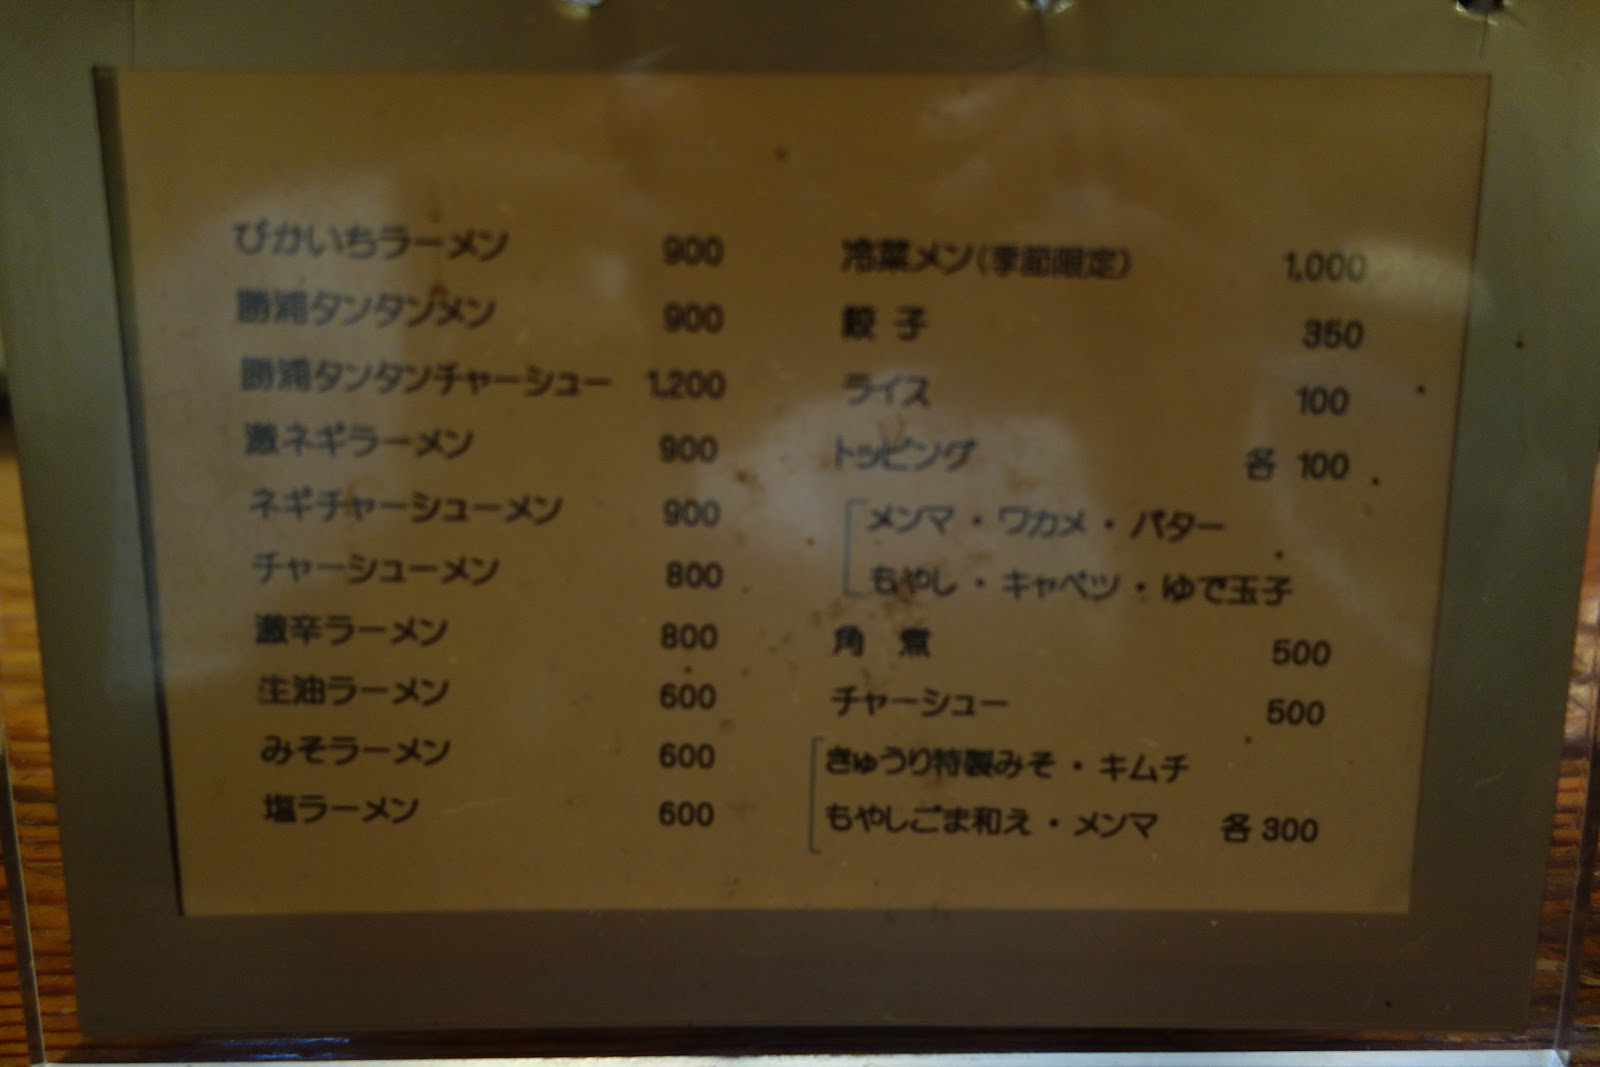 ぴかいちラーメン 900
勝浦タンタンメン 900
勝浦タンタンチャーシュー 1,200
激ネギラーメン 900
ネギチャーシューメン 900
チャーシューメン 800
激辛ラーメン 800
生油ラーメン 600
みそラーメン 600
塩ラーメン 600
冷菜メン(季節限定) 1,000
餃子 350
ライス 100
トッピング 各 100
メンマ・ワカメ・バター
もやし・キャベツ・ゆで玉子
角煮 500
チャーシュー 500
きゅうり特製みそ・キムチ
もやしごま和え・メンマ 各 300